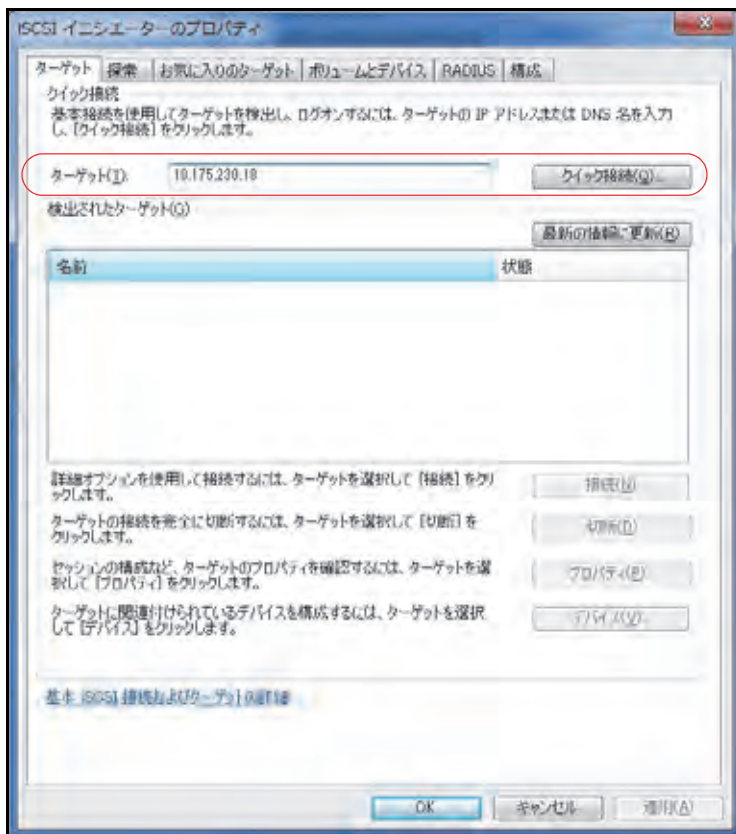 iSCSI イニシエーターのプロパティ
ターゲット 探索 お気に入りのターゲット ボリュームとデバイス RADIUS 構成
クイック接続
基本接続を使用してターゲットを検出し、ログオンするには、ターゲットの IP アドレスまたは DNS 名を入力
し、[クイック接続] をクリックします。
ターゲット(T): 10.175.230.18 クイック接続(Q)...
検出されたターゲット(G)
最新の情報に更新(R)
名前 状態
詳細オプションを使用して接続するには、ターゲットを選択して [接続] をクリ
ックします。
接続(N)
ターゲットの接続を完全に切断するには、ターゲットを選択して [切断] を
クリックします。
切断(D)
セッションの構成など、ターゲットのプロパティを確認するには、ターゲットを選
択して [プロパティ] をクリックします。
プロパティ(P)
ターゲットに関連付けられているデバイスを構成するには、ターゲットを選択
して [デバイス] をクリックします。
デバイス(V)...
基本 iSCSI 接続およびターゲットの詳細
OK キャンセル 適用(A)